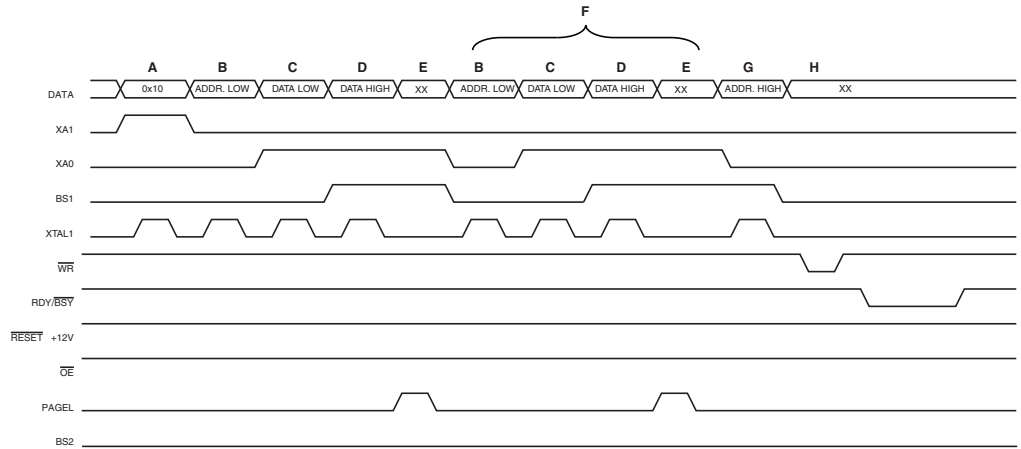 F
A B C D E B C D E G H
DATA 0x10 ADDR. LOW DATA LOW DATA HIGH XX ADDR. LOW DATA LOW DATA HIGH XX ADDR. HIGH XX
XA1
XA0
BS1
XTAL1
WR
RDY/BSY
RESET +12V
OE
PAGEL
BS2